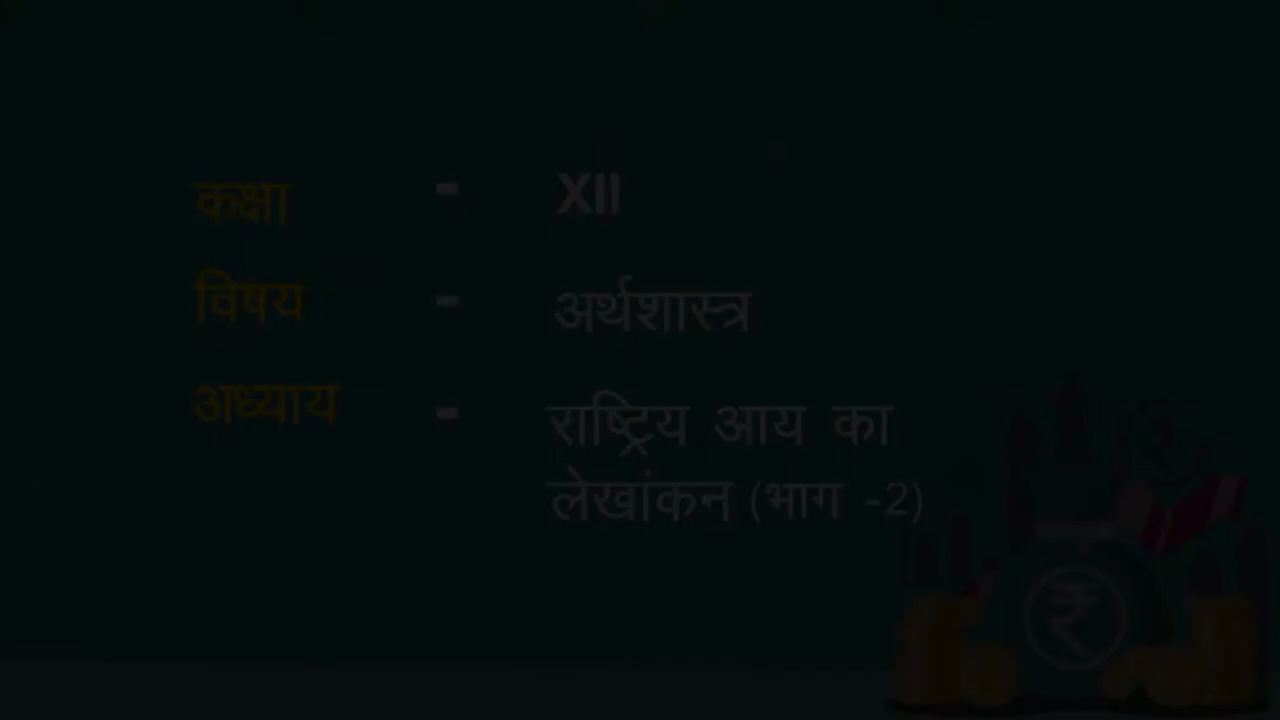 कक्षा - XII
विषय - अर्थशास्त्र
अध्याय - राष्ट्रिय आय का
लेखांकन (भाग -2)
₹
₹